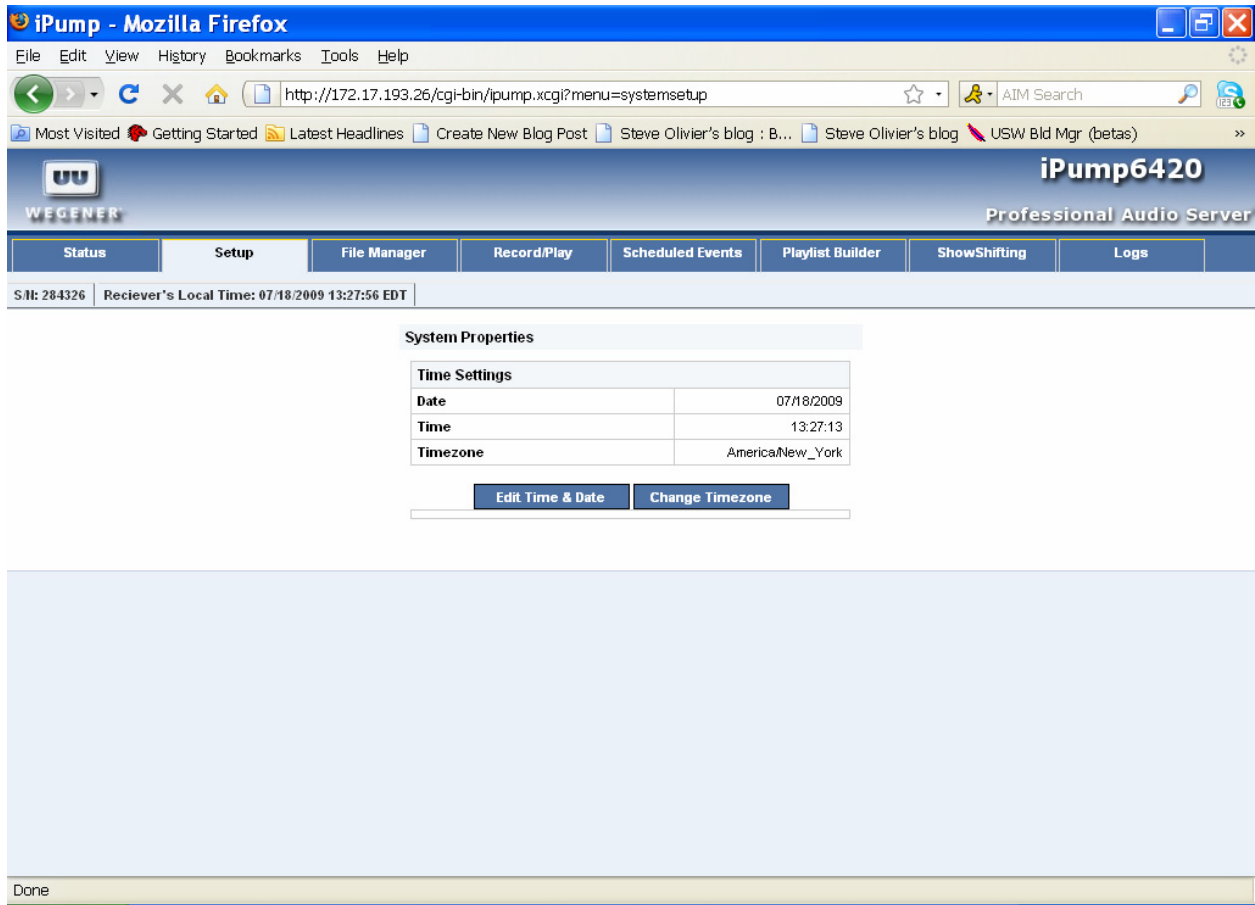 iPump - Mozilla Firefox
File Edit View History Bookmarks Tools Help
http://172.17.193.26/cgi-bin/ipump.xcgi?menu=systemsetup AIM Search
Most Visited Getting Started Latest Headlines Create New Blog Post Steve Olivier's blog : B... Steve Olivier's blog USW Bld Mgr (betas) »
iPump6420
WEGENER Professional Audio Server
Status Setup File Manager Record/Play Scheduled Events Playlist Builder ShowShifting Logs
S/N: 284326 Reciever's Local Time: 07/18/2009 13:27:56 EDT
System Properties
Time Settings
Date 07/18/2009
Time 13:27:13
Timezone America/New_York
Edit Time & Date Change Timezone
Done